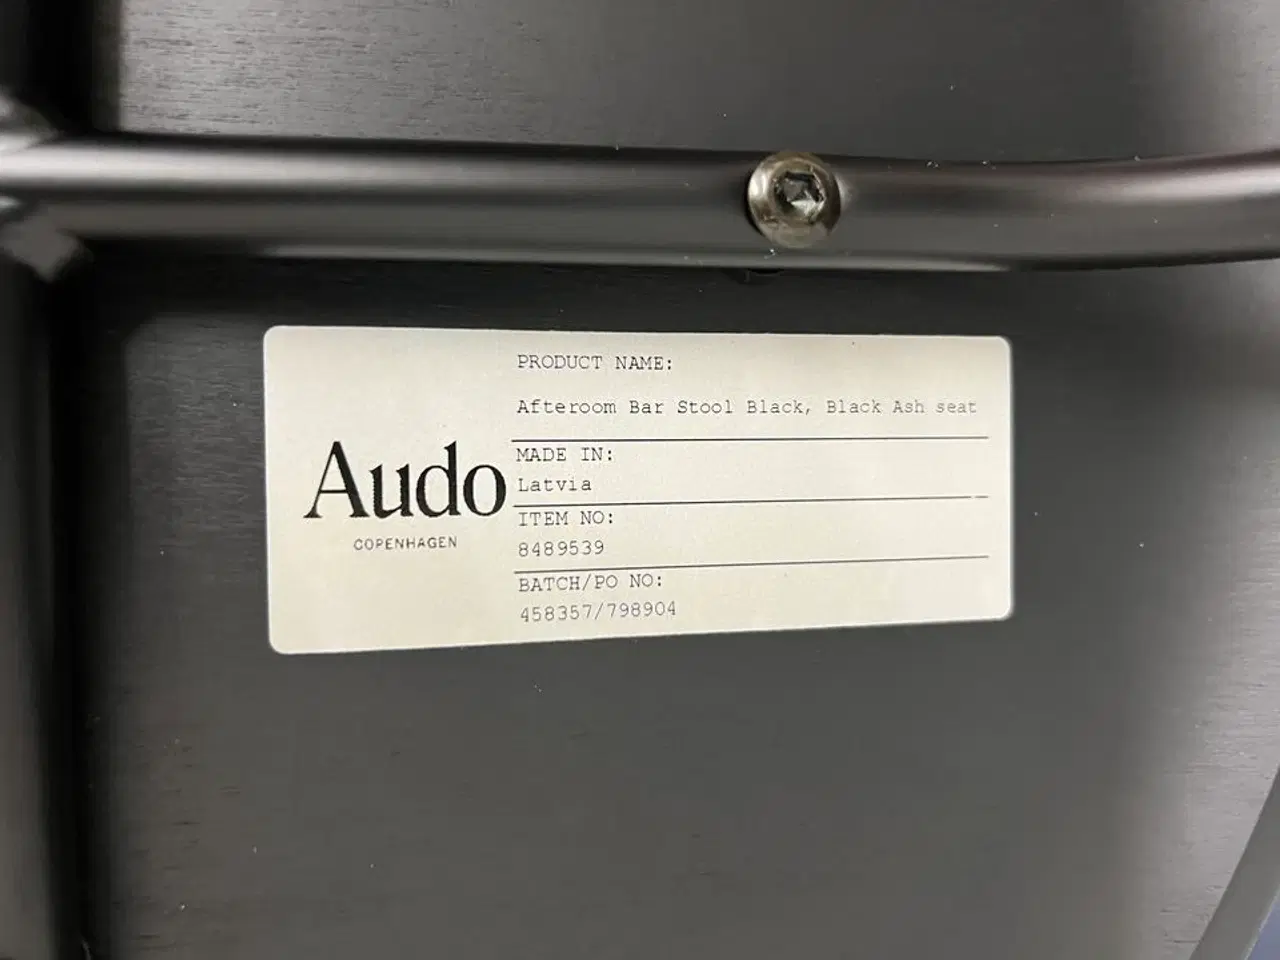 Audo
COPENHAGEN
PRODUCT NAME:
Afteroom Bar Stool Black, Black Ash seat
MADE IN:
Latvia
ITEM NO:
8489539
BATCH/PO NO:
458357/798904